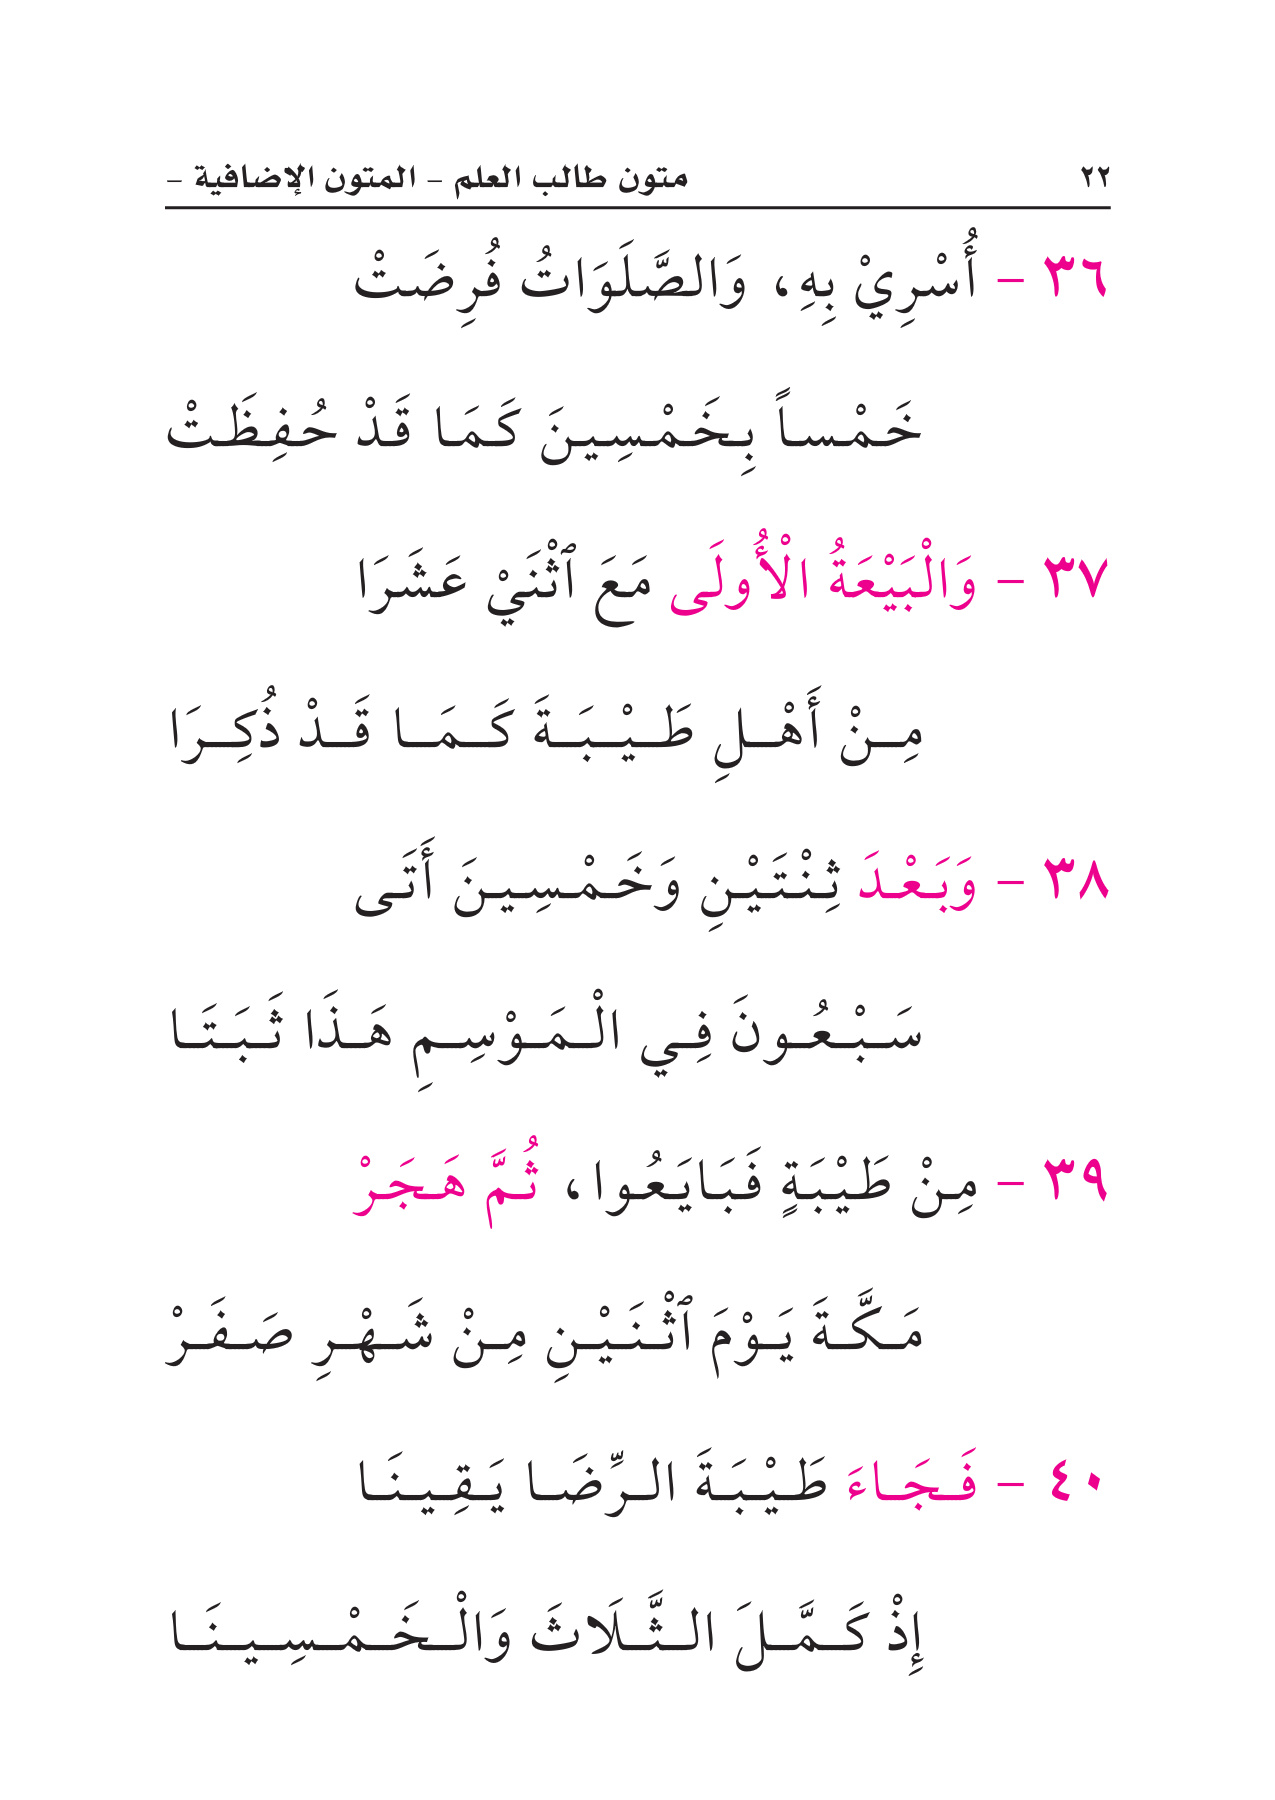 ٢٢ متون طالب العلم – المتون الإضافية –
٣٦ – أُسْرِيْ بِهِ، وَالصَّلَوَاتُ فُرِضَتْ
خَمْساً بِخَمْسِينَ كَمَا قَدْ حُفِظَتْ
٣٧ – وَالْبَيْعَةُ الْأُولَى مَعَ ٱثْنَيْ عَشَرَا
مِنْ أَهْلِ طَيْبَةَ كَمَا قَدْ ذُكِرَا
٣٨ – وَبَعْدَ ثِنْتَيْنِ وَخَمْسِينَ أَتَى
سَبْعُونَ فِي الْمَوْسِمِ هَذَا ثَبَتَا
٣٩ – مِنْ طَيْبَةٍ فَبَايَعُوا، ثُمَّ هَجَرْ
مَكَّةَ يَوْمَ ٱثْنَيْنِ مِنْ شَهْرِ صَفَرْ
٤٠ – فَجَاءَ طَيْبَةَ الرِّضَا يَقِينَا
إِذْ كَمَّلَ الثَّلَاثَ وَالْخَمْسِينَا